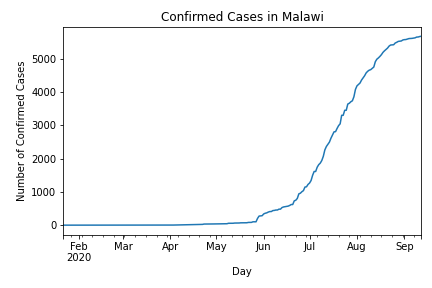 Confirmed Cases in Malawi
Number of Confirmed Cases
5000
4000
3000
2000
1000
0
Feb Mar Apr May Jun Jul Aug Sep
2020
Day